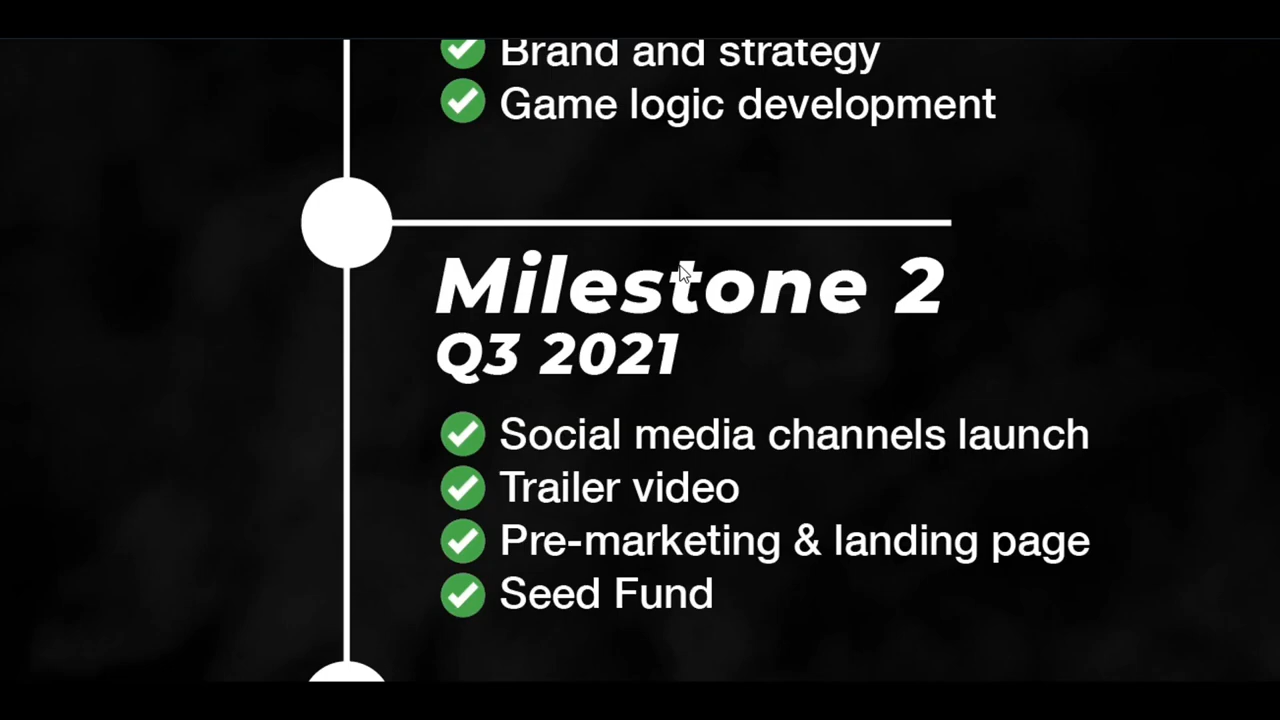 Brand and strategy
Game logic development
Milestone 2
Q3 2021
Social media channels launch
Trailer video
Pre-marketing & landing page
Seed Fund